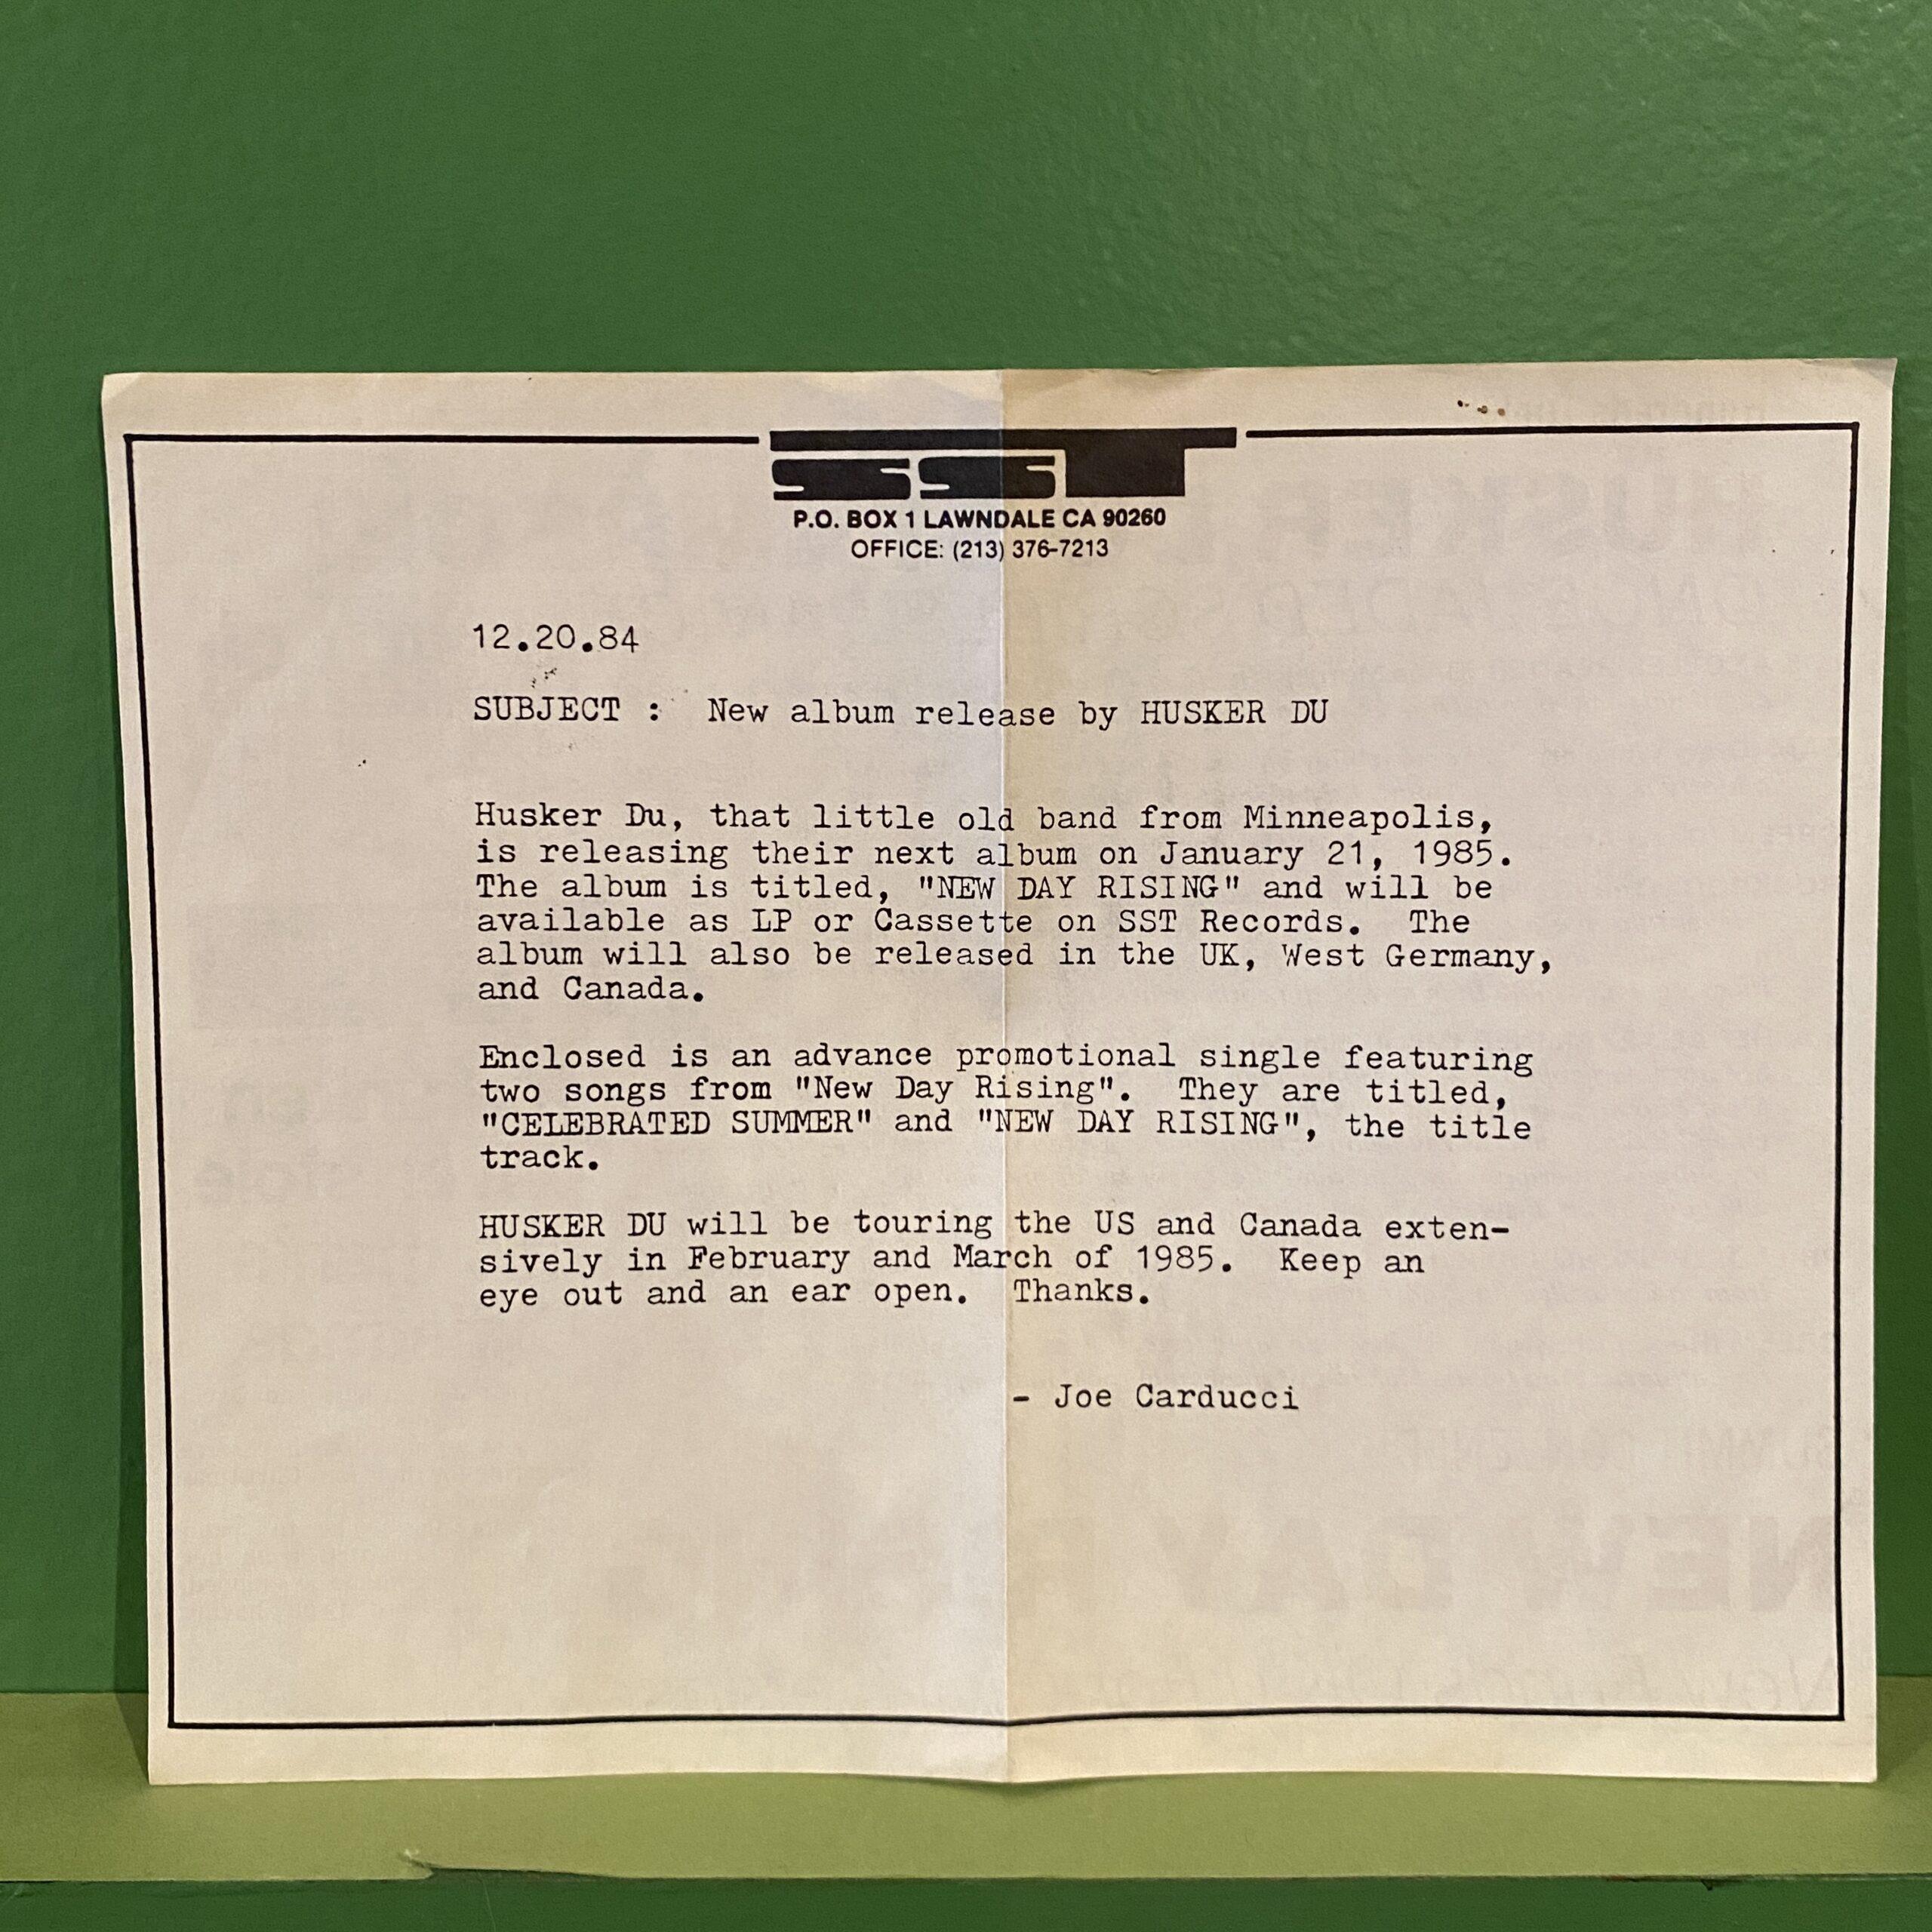 SST
P.O. BOX 1 LAWNDALE CA 90260
OFFICE: (213) 376-7213
12.20.84
SUBJECT : New album release by HUSKER DU
Husker Du, that little old band from Minneapolis,
is releasing their next album on January 21, 1985.
The album is titled, "NEW DAY RISING" and will be
available as LP or Cassette on SST Records. The
album will also be released in the UK, West Germany,
and Canada.
Enclosed is an advance promotional single featuring
two songs from "New Day Rising". They are titled,
"CELEBRATED SUMMER" and "NEW DAY RISING", the title
track.
HUSKER DU will be touring the US and Canada exten-
sively in February and March of 1985. Keep an
eye out and an ear open. Thanks.
- Joe Carducci